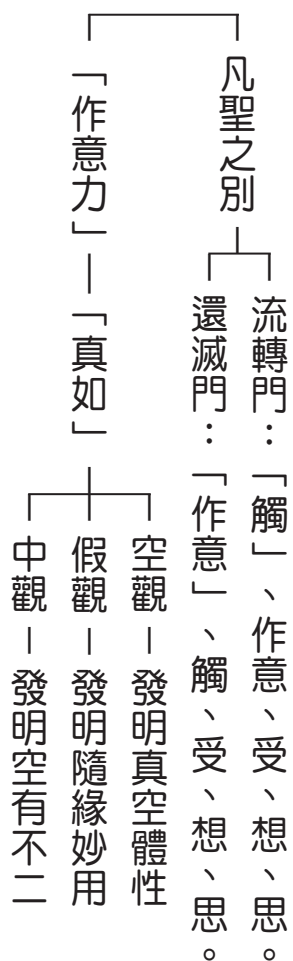 凡聖之別
流轉門：「觸」、作意、受、想、思。
還滅門：「作意」、觸、受、想、思。
「作意力」—「真如」
空觀—發明真空體性
假觀—發明隨緣妙用
中觀—發明空有不二